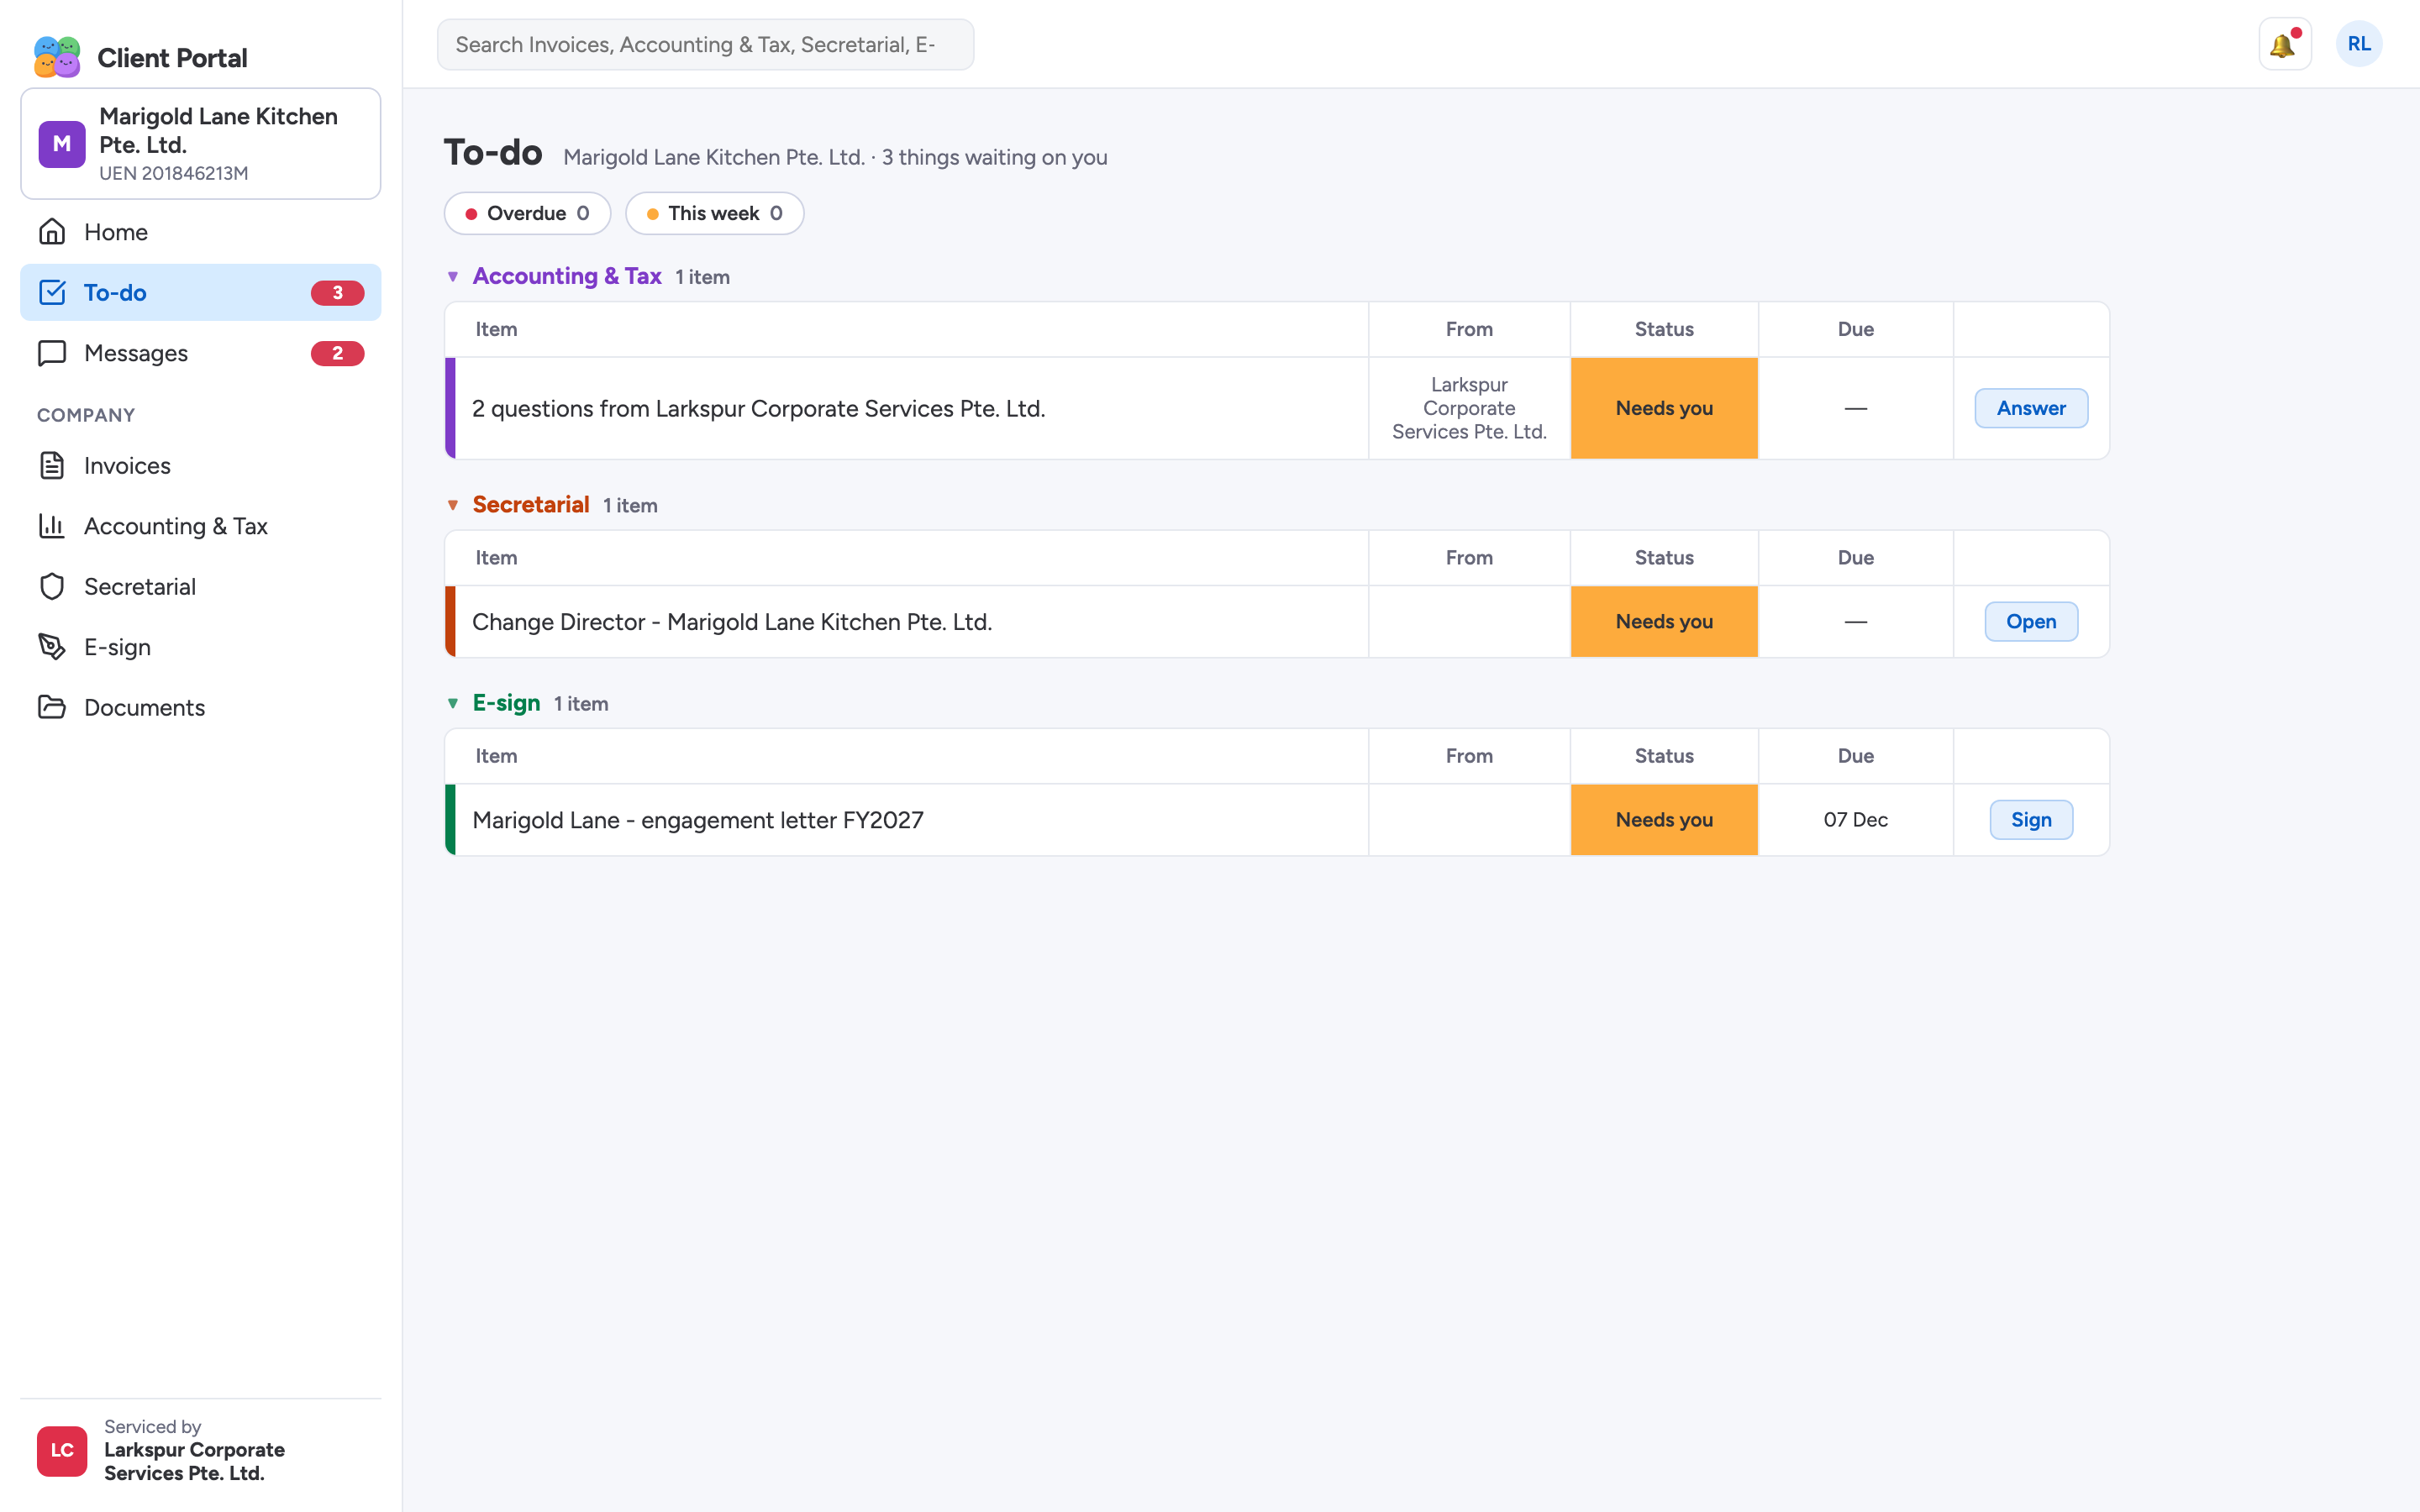 Client Portal
M
Marigold Lane Kitchen
Pte. Ltd.
UEN 201846213M
Home
To-do 3
Messages 2
COMPANY
Invoices
Accounting & Tax
Secretarial
E-sign
Documents
LC
Serviced by
Larkspur Corporate
Services Pte. Ltd.
Search Invoices, Accounting & Tax, Secretarial, E-
RL
To-do Marigold Lane Kitchen Pte. Ltd. · 3 things waiting on you
Overdue 0 This week 0
Accounting & Tax 1 item
Item From Status Due
2 questions from Larkspur Corporate Services Pte. Ltd.
Larkspur
Corporate
Services Pte. Ltd.
Needs you — Answer
Secretarial 1 item
Item From Status Due
Change Director - Marigold Lane Kitchen Pte. Ltd. Needs you — Open
E-sign 1 item
Item From Status Due
Marigold Lane - engagement letter FY2027 Needs you 07 Dec Sign